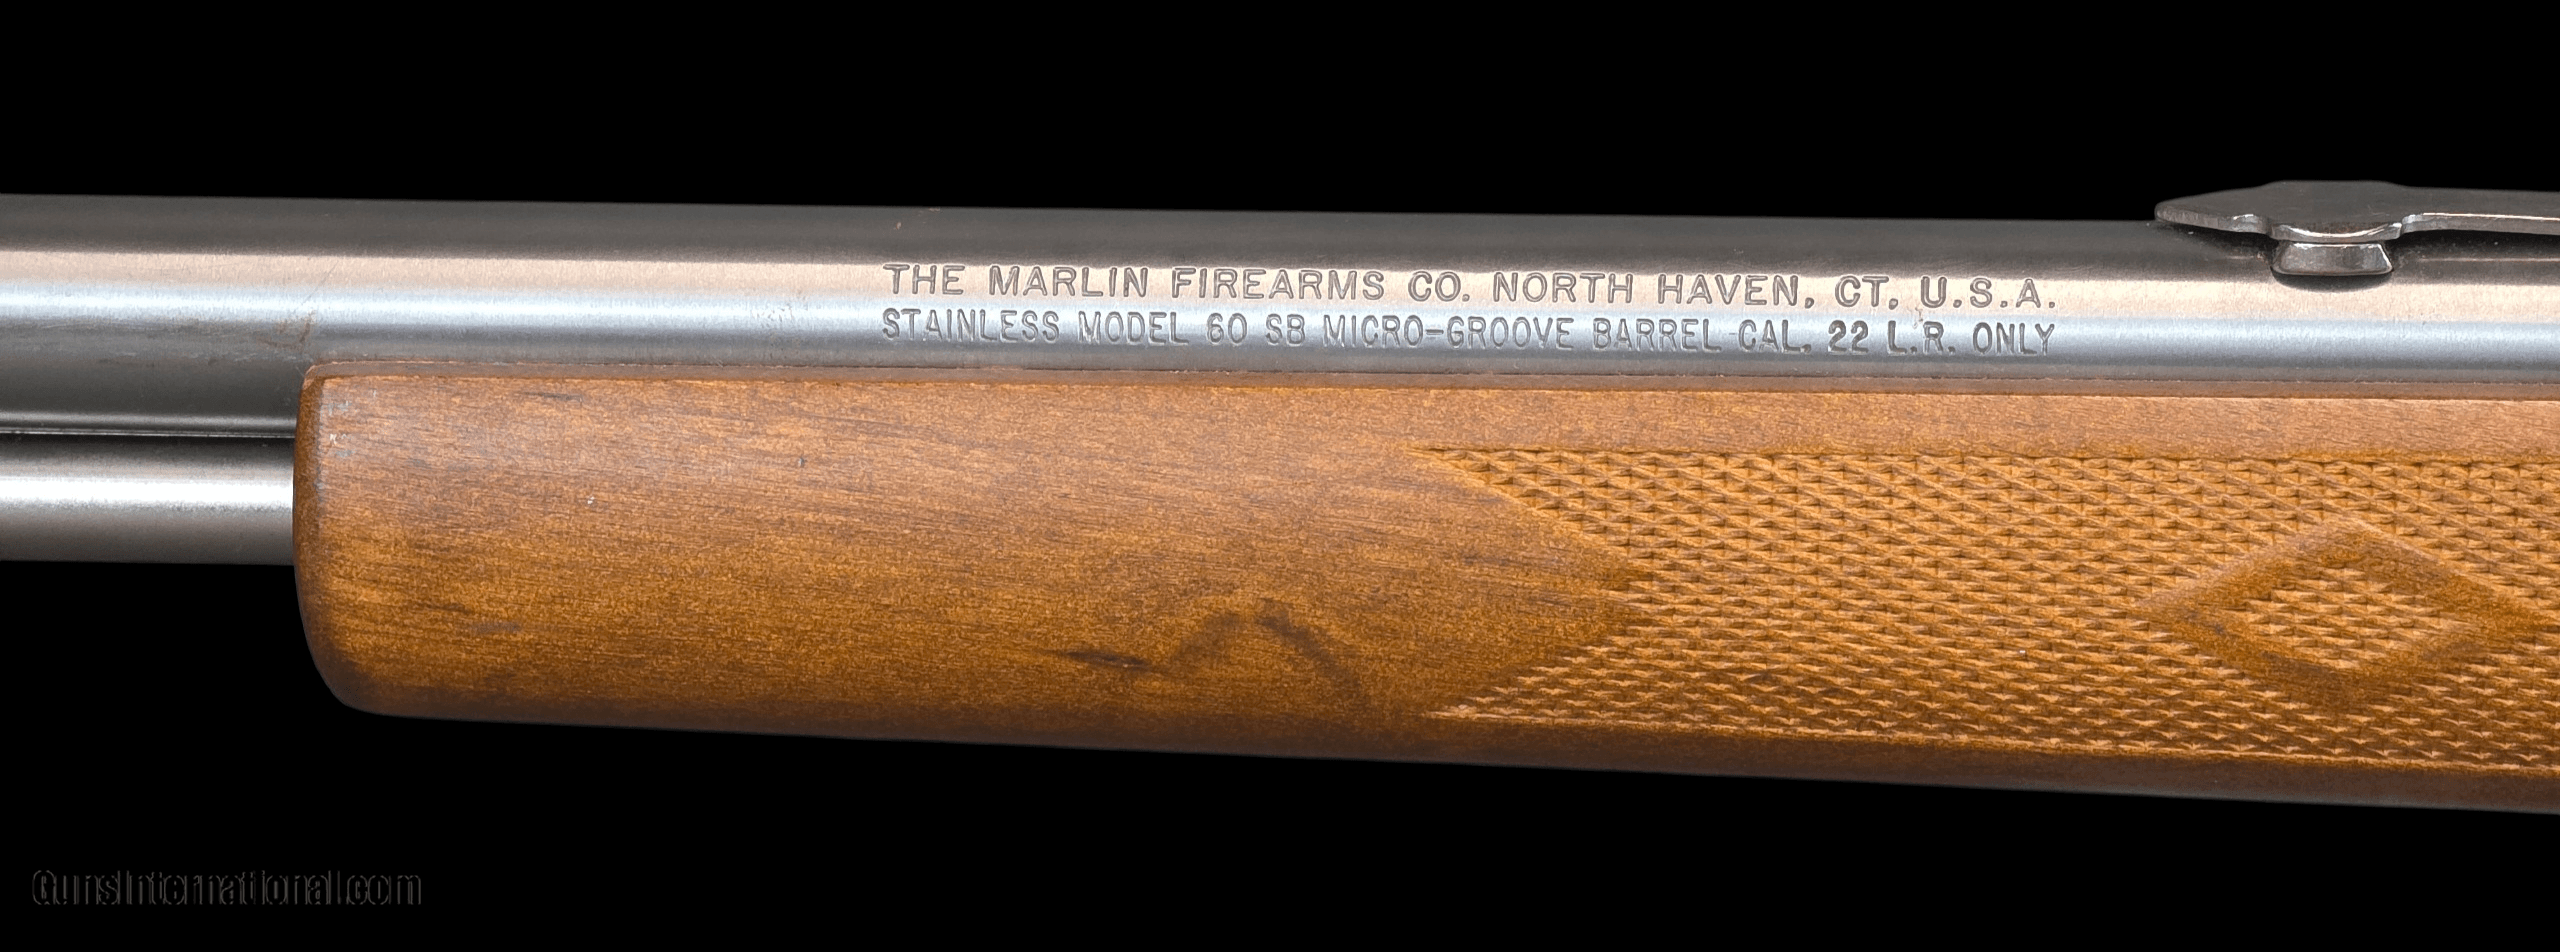 THE MARLIN FIREARMS CO. NORTH HAVEN, CT. U.S.A.
STAINLESS MODEL 60 SB MICRO-GROOVE BARREL-CAL. 22 L.R. ONLY
GunsInternational.com